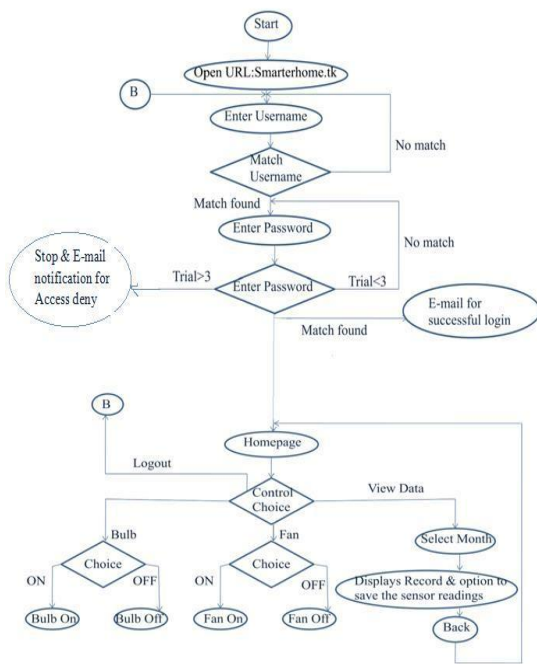 Start
Open URL:Smarterhome.tk
B
Enter Username
No match
Match
Username
Match found
Enter Password
No match
Stop & E-mail
notification for
Access deny
Trial>3
Enter Password
Trial<3
E-mail for
successful login
Match found
B
Homepage
Logout
Control
Choice
View Data
Bulb
Fan
Select Month
Choice
Choice
ON
OFF
ON
OFF
Displays Record & option to
save the sensor readings
Bulb On
Bulb Off
Fan On
Fan Off
Back